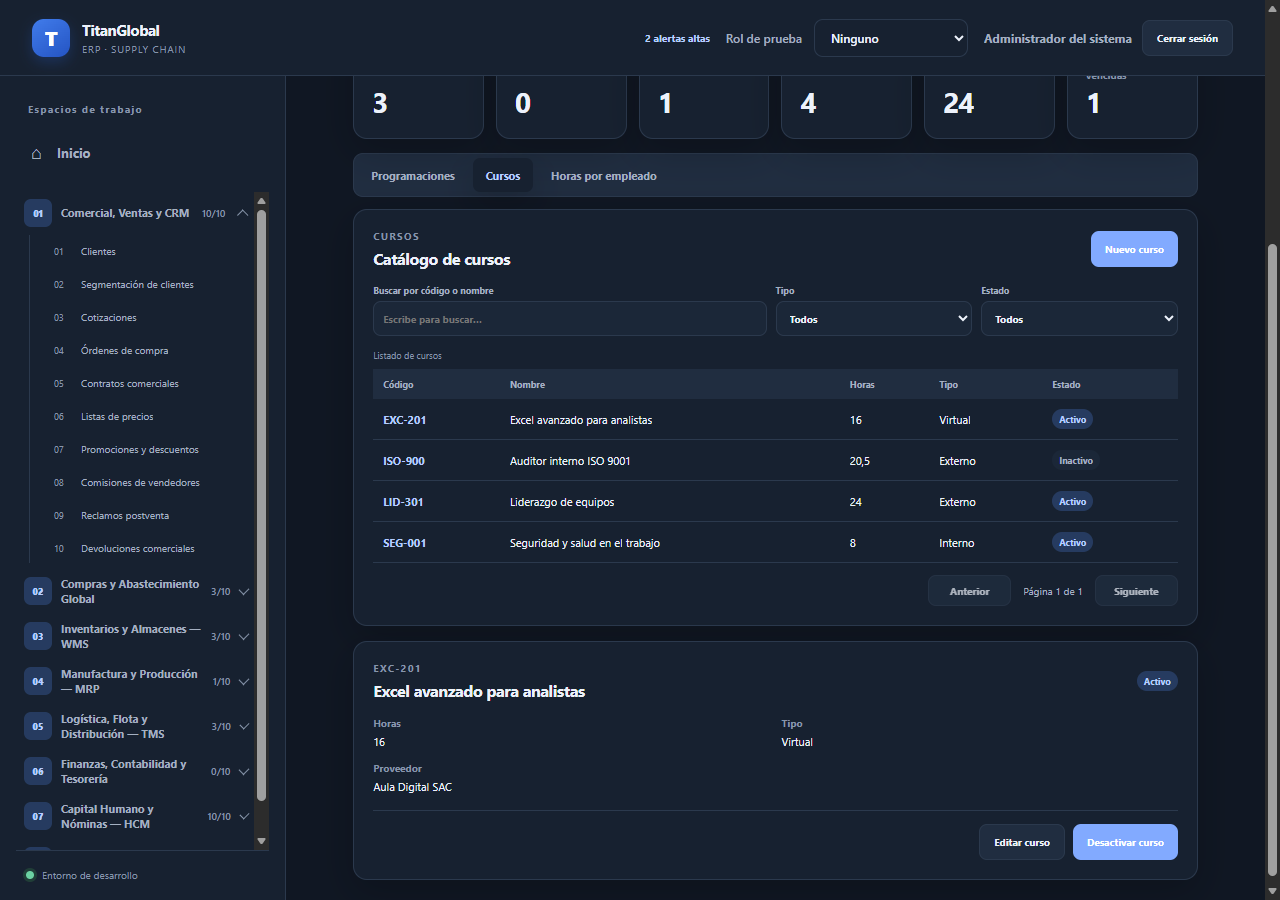 T
TitanGlobal
ERP · SUPPLY CHAIN
2 alertas altas
Rol de prueba
Ninguno
Administrador del sistema
Cerrar sesión
Espacios de trabajo
Inicio
01 Comercial, Ventas y CRM 10/10
01 Clientes
02 Segmentación de clientes
03 Cotizaciones
04 Órdenes de compra
05 Contratos comerciales
06 Listas de precios
07 Promociones y descuentos
08 Comisiones de vendedores
09 Reclamos postventa
10 Devoluciones comerciales
02 Compras y Abastecimiento
Global 3/10
03 Inventarios y Almacenes —
WMS 3/10
04 Manufactura y Producción
— MRP 1/10
05 Logística, Flota y
Distribución — TMS 3/10
06 Finanzas, Contabilidad y
Tesorería 0/10
07 Capital Humano y
Nóminas — HCM 10/10
Entorno de desarrollo
vencidas
3 0 1 4 24 1
Programaciones Cursos Horas por empleado
CURSOS
Catálogo de cursos
Nuevo curso
Buscar por código o nombre Tipo Estado
Escribe para buscar... Todos Todos
Listado de cursos
Código Nombre Horas Tipo Estado
EXC-201 Excel avanzado para analistas 16 Virtual Activo
ISO-900 Auditor interno ISO 9001 20,5 Externo Inactivo
LID-301 Liderazgo de equipos 24 Externo Activo
SEG-001 Seguridad y salud en el trabajo 8 Interno Activo
Anterior Página 1 de 1 Siguiente
EXC-201
Excel avanzado para analistas
Activo
Horas Tipo
16 Virtual
Proveedor
Aula Digital SAC
Editar curso Desactivar curso